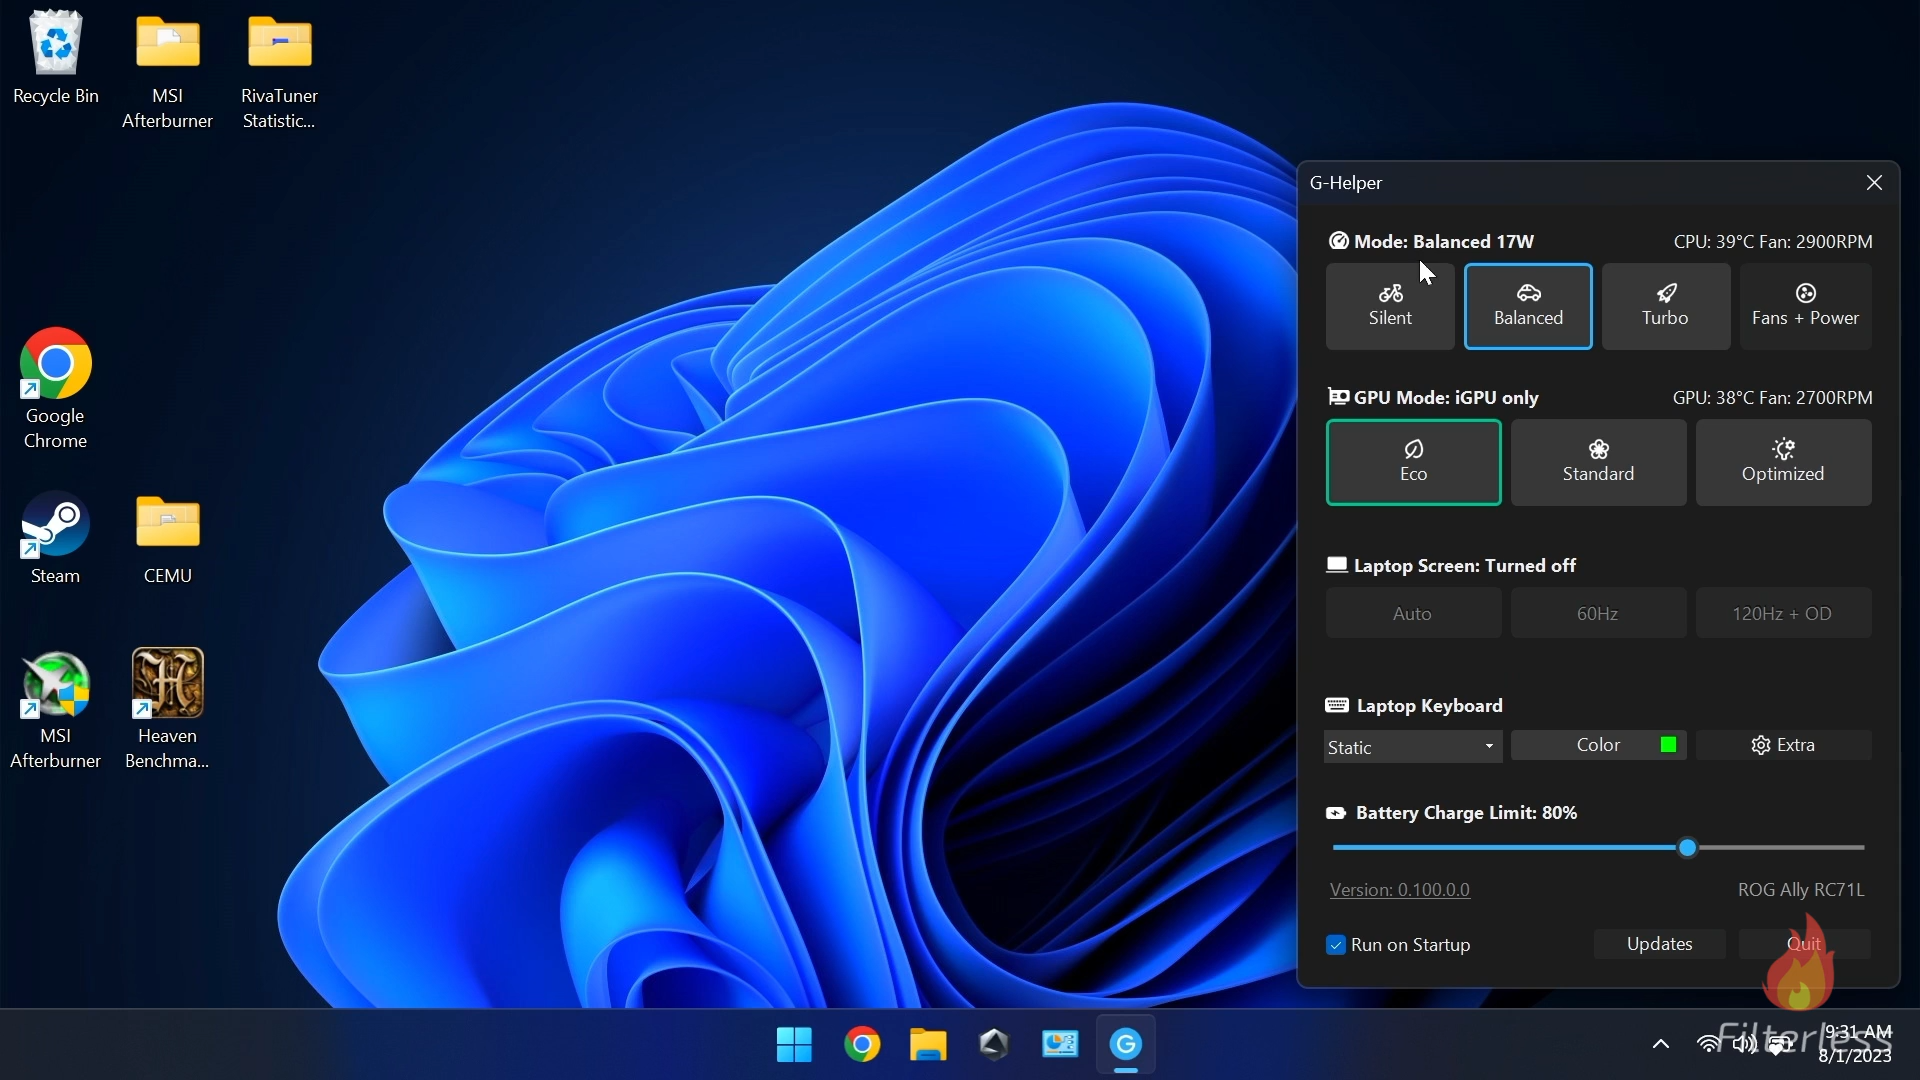 Recycle Bin
MSI
Afterburner
RivaTuner
Statistic...
Google
Chrome
Steam
CEMU
MSI
Afterburner
Heaven
Benchma...
G-Helper
Mode: Balanced 17W
CPU: 39°C Fan: 2900RPM
Silent
Balanced
Turbo
Fans + Power
GPU Mode: iGPU only
GPU: 38°C Fan: 2700RPM
Eco
Standard
Optimized
Laptop Screen: Turned off
Auto
60Hz
120Hz + OD
Laptop Keyboard
Static
Color
Extra
Battery Charge Limit: 80%
Version: 0.100.0.0
ROG Ally RC71L
Run on Startup
Updates
Quit
Filterless
9:31 AM
8/1/2023